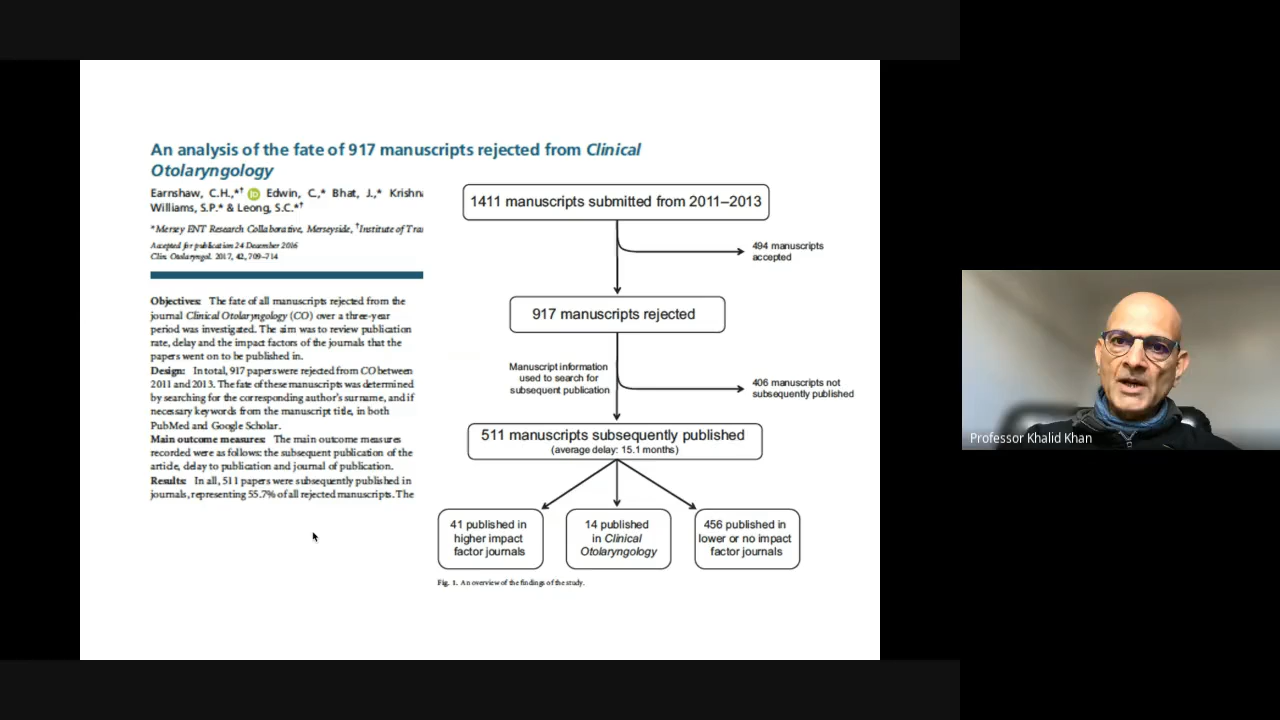 An analysis of the fate of 917 manuscripts rejected from Clinical
Otolaryngology
Earnshaw, C.H.,*† Edwin, C.,* Bhat, J.,* Krishn
Williams, S.P.* & Leong, S.C.*†
*Mersey ENT Research Collaborative, Merseyside, †Institute of Tra
Accepted for publication 24 December 2016
Clin. Otolaryngol. 2017, 42, 709–714
Objectives: The fate of all manuscripts rejected from the
journal Clinical Otolaryngology (CO) over a three-year
period was investigated. The aim was to review publication
rate, delay and the impact factors of the journals that the
papers went on to be published in.
Design: In total, 917 papers were rejected from CO between
2011 and 2013. The fate of these manuscripts was determined
by searching for the corresponding author's surname, and if
necessary keywords from the manuscript title, in both
PubMed and Google Scholar.
Main outcome measures: The main outcome measures
recorded were as follows: the subsequent publication of the
article, delay to publication and journal of publication.
Results: In all, 511 papers were subsequently published in
journals, representing 55.7% of all rejected manuscripts. The
1411 manuscripts submitted from 2011–2013
494 manuscripts
accepted
917 manuscripts rejected
Manuscript information
used to search for
subsequent publication
406 manuscripts not
subsequently published
511 manuscripts subsequently published
(average delay: 15.1 months)
41 published in
higher impact
factor journals
14 published
in Clinical
Otolaryngology
456 published in
lower or no impact
factor journals
Fig. 1. An overview of the findings of the study.
Professor Khalid Khan